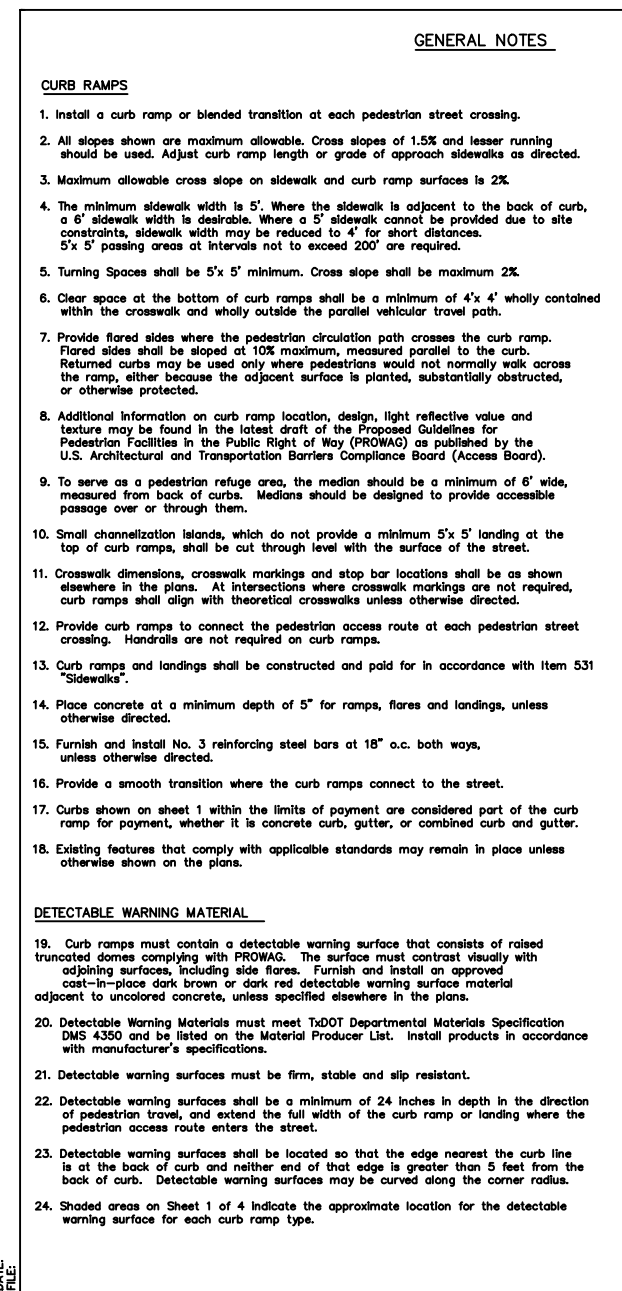 GENERAL NOTES
CURB RAMPS
1. Install a curb ramp or blended transition at each pedestrian street crossing.
2. All slopes shown are maximum allowable. Cross slopes of 1.5% and lesser running
should be used. Adjust curb ramp length or grade of approach sidewalks as directed.
3. Maximum allowable cross slope on sidewalk and curb ramp surfaces is 2%.
4. The minimum sidewalk width is 5'. Where the sidewalk is adjacent to the back of curb,
a 6' sidewalk width is desirable. Where a 5' sidewalk cannot be provided due to site
constraints, sidewalk width may be reduced to 4' for short distances.
5'x 5' passing areas at intervals not to exceed 200' are required.
5. Turning Spaces shall be 5'x 5' minimum. Cross slope shall be maximum 2%.
6. Clear space at the bottom of curb ramps shall be a minimum of 4'x 4' wholly contained
within the crosswalk and wholly outside the parallel vehicular travel path.
7. Provide flared sides where the pedestrian circulation path crosses the curb ramp.
Flared sides shall be sloped at 10% maximum, measured parallel to the curb.
Returned curbs may be used only where pedestrians would not normally walk across
the ramp, either because the adjacent surface is planted, substantially obstructed,
or otherwise protected.
8. Additional information on curb ramp location, design, light reflective value and
texture may be found in the latest draft of the Proposed Guidelines for
Pedestrian Facilities in the Public Right of Way (PROWAG) as published by the
U.S. Architectural and Transportation Barriers Compliance Board (Access Board).
9. To serve as a pedestrian refuge area, the median should be a minimum of 6' wide,
measured from back of curbs. Medians should be designed to provide accessible
passage over or through them.
10. Small channelization islands, which do not provide a minimum 5'x 5' landing at the
top of curb ramps, shall be cut through level with the surface of the street.
11. Crosswalk dimensions, crosswalk markings and stop bar locations shall be as shown
elsewhere in the plans. At intersections where crosswalk markings are not required,
curb ramps shall align with theoretical crosswalks unless otherwise directed.
12. Provide curb ramps to connect the pedestrian access route at each pedestrian street
crossing. Handrails are not required on curb ramps.
13. Curb ramps and landings shall be constructed and paid for in accordance with Item 531
"Sidewalks".
14. Place concrete at a minimum depth of 5" for ramps, flares and landings, unless
otherwise directed.
15. Furnish and install No. 3 reinforcing steel bars at 18" o.c. both ways,
unless otherwise directed.
16. Provide a smooth transition where the curb ramps connect to the street.
17. Curbs shown on sheet 1 within the limits of payment are considered part of the curb
ramp for payment, whether it is concrete curb, gutter, or combined curb and gutter.
18. Existing features that comply with applicalble standards may remain in place unless
otherwise shown on the plans.
DETECTABLE WARNING MATERIAL
19. Curb ramps must contain a detectable warning surface that consists of raised
truncated domes complying with PROWAG. The surface must contrast visually with
adjoining surfaces, including side flares. Furnish and install an approved
cast-in-place dark brown or dark red detectable warning surface material
adjacent to uncolored concrete, unless specified elsewhere in the plans.
20. Detectable Warning Materials must meet TxDOT Departmental Materials Specification
DMS 4350 and be listed on the Material Producer List. Install products in accordance
with manufacturer's specifications.
21. Detectable warning surfaces must be firm, stable and slip resistant.
22. Detectable warning surfaces shall be a minimum of 24 inches in depth in the direction
of pedestrian travel, and extend the full width of the curb ramp or landing where the
pedestrian access route enters the street.
23. Detectable warning surfaces shall be located so that the edge nearest the curb line
is at the back of curb and neither end of that edge is greater than 5 feet from the
back of curb. Detectable warning surfaces may be curved along the corner radius.
24. Shaded areas on Sheet 1 of 4 indicate the approximate location for the detectable
warning surface for each curb ramp type.
DATE:
FILE: